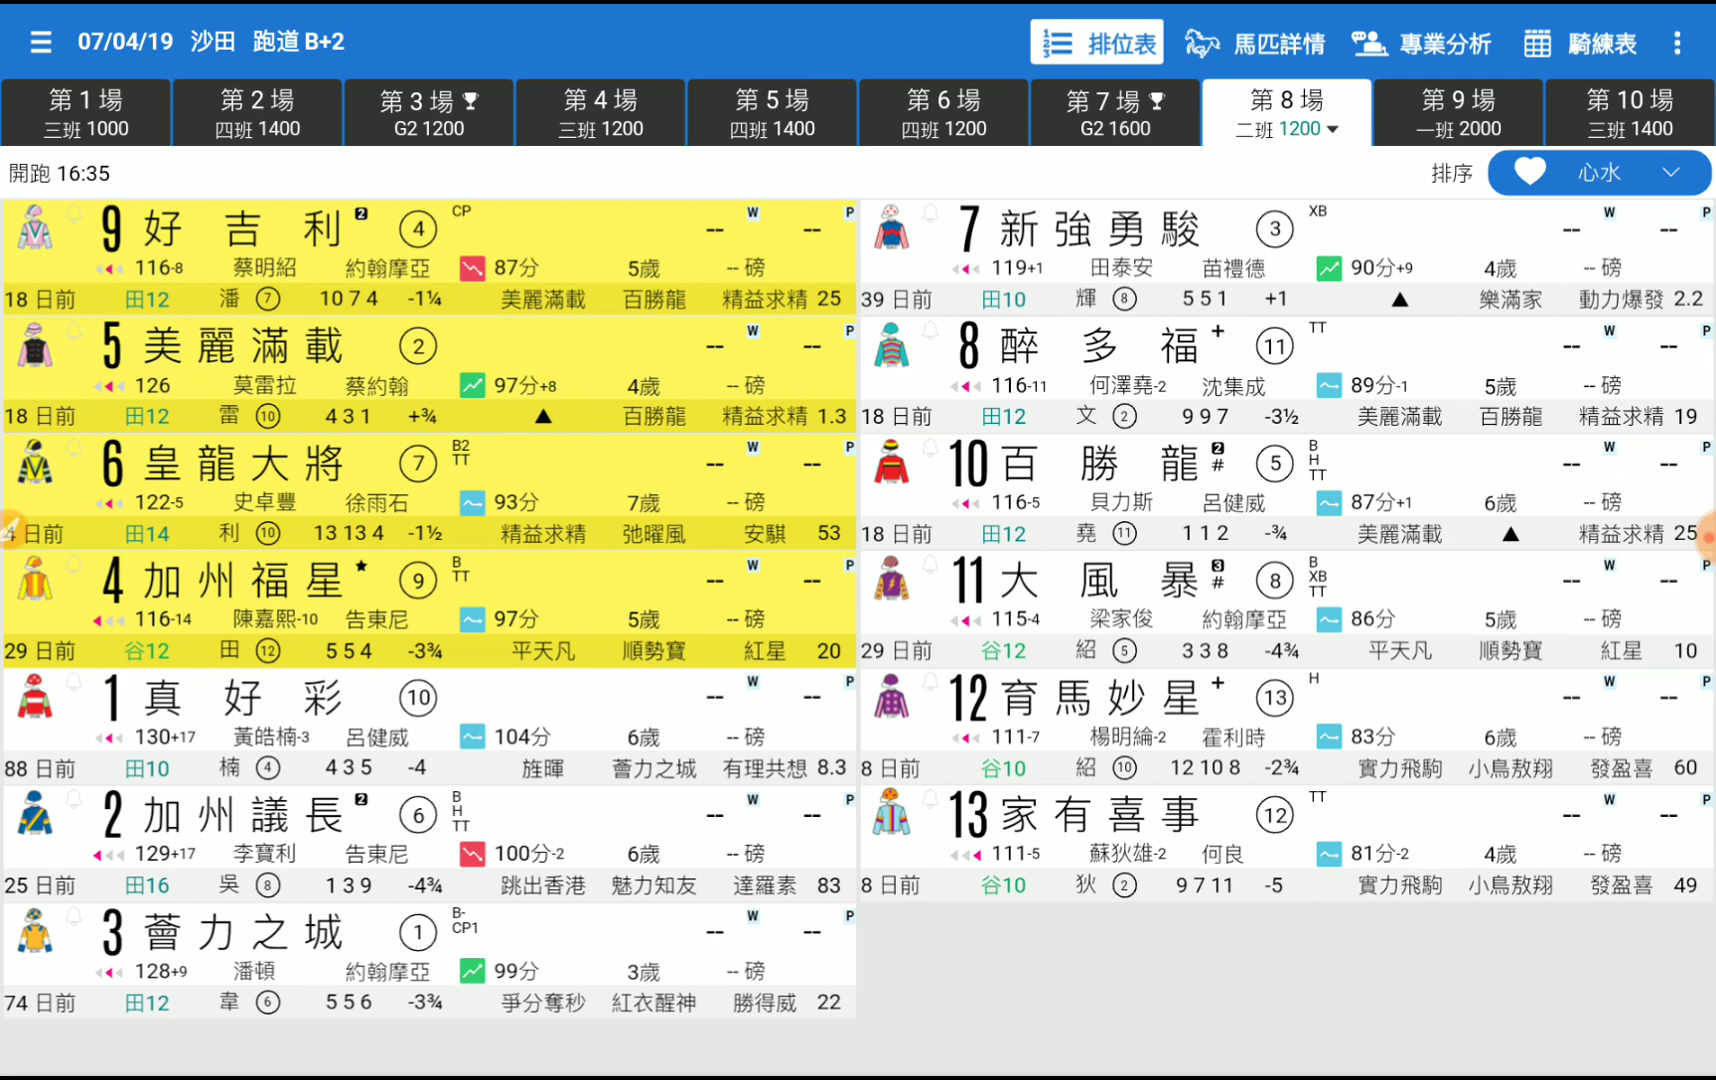 07/04/19 沙田 跑道 B+2
排位表 馬匹詳情 專業分析 騎練表
第 1 場 第 2 場 第 3 場 第 4 場 第 5 場 第 6 場 第 7 場 第 8 場 第 9 場 第 10 場
三班 1000 四班 1400 G2 1200 三班 1200 四班 1400 四班 1200 G2 1600 二班 1200 一班 2000 三班 1400
開跑 16:35 排序 心水
9 好吉利 2 4 CP -- W -- P
116-8 蔡明紹 約翰摩亞 87分 5歲 -- 磅
18 日前 田12 潘 7 10 7 4 -1¼ 美麗滿載 百勝龍 精益求精 25
5 美麗滿載 2 -- W -- P
126 莫雷拉 蔡約翰 97分+8 4歲 -- 磅
18 日前 田12 雷 10 4 3 1 +¾ ▲ 百勝龍 精益求精 1.3
6 皇龍大將 7 B2 TT -- W -- P
122-5 史卓豐 徐雨石 93分 7歲 -- 磅
4 日前 田14 利 10 13 13 4 -1½ 精益求精 弛曜風 安騏 53
4 加州福星 ★ 9 B TT -- W -- P
116-14 陳嘉熙-10 告東尼 97分 5歲 -- 磅
29 日前 谷12 田 12 5 5 4 -3¾ 平天凡 順勢寶 紅星 20
1 真好彩 10 -- W -- P
130+17 黃皓楠-3 呂健威 104分 6歲 -- 磅
88 日前 田10 楠 4 4 3 5 -4 旌暉 薈力之城 有理共想 8.3
2 加州議長 2 6 B H TT -- W -- P
129+17 李寶利 告東尼 100分-2 6歲 -- 磅
25 日前 田16 吳 8 1 3 9 -4¾ 跳出香港 魅力知友 達羅素 83
3 薈力之城 1 B- CP1 -- W -- P
128+9 潘頓 約翰摩亞 99分 3歲 -- 磅
74 日前 田12 韋 6 5 5 6 -3¾ 爭分奪秒 紅衣醒神 勝得威 22
7 新強勇駿 3 XB -- W -- P
119+1 田泰安 苗禮德 90分+9 4歲 -- 磅
39 日前 田10 輝 8 5 5 1 +1 ▲ 樂滿家 動力爆發 2.2
8 醉多福 + 11 TT -- W -- P
116-11 何澤堯-2 沈集成 89分-1 5歲 -- 磅
18 日前 田12 文 2 9 9 7 -3½ 美麗滿載 百勝龍 精益求精 19
10 百勝龍 2 # 5 B H TT -- W -- P
116-5 貝力斯 呂健威 87分+1 6歲 -- 磅
18 日前 田12 堯 11 1 1 2 -¾ 美麗滿載 ▲ 精益求精 25
11 大風暴 3 # 8 B XB TT -- W -- P
115-4 梁家俊 約翰摩亞 86分 5歲 -- 磅
29 日前 谷12 紹 5 3 3 8 -4¾ 平天凡 順勢寶 紅星 10
12 育馬妙星 + 13 H -- W -- P
111-7 楊明綸-2 霍利時 83分 6歲 -- 磅
8 日前 谷10 紹 10 12 10 8 -2¾ 實力飛駒 小鳥敖翔 發盈喜 60
13 家有喜事 12 TT -- W -- P
111-5 蘇狄雄-2 何良 81分-2 4歲 -- 磅
8 日前 谷10 狄 2 9 7 11 -5 實力飛駒 小鳥敖翔 發盈喜 49